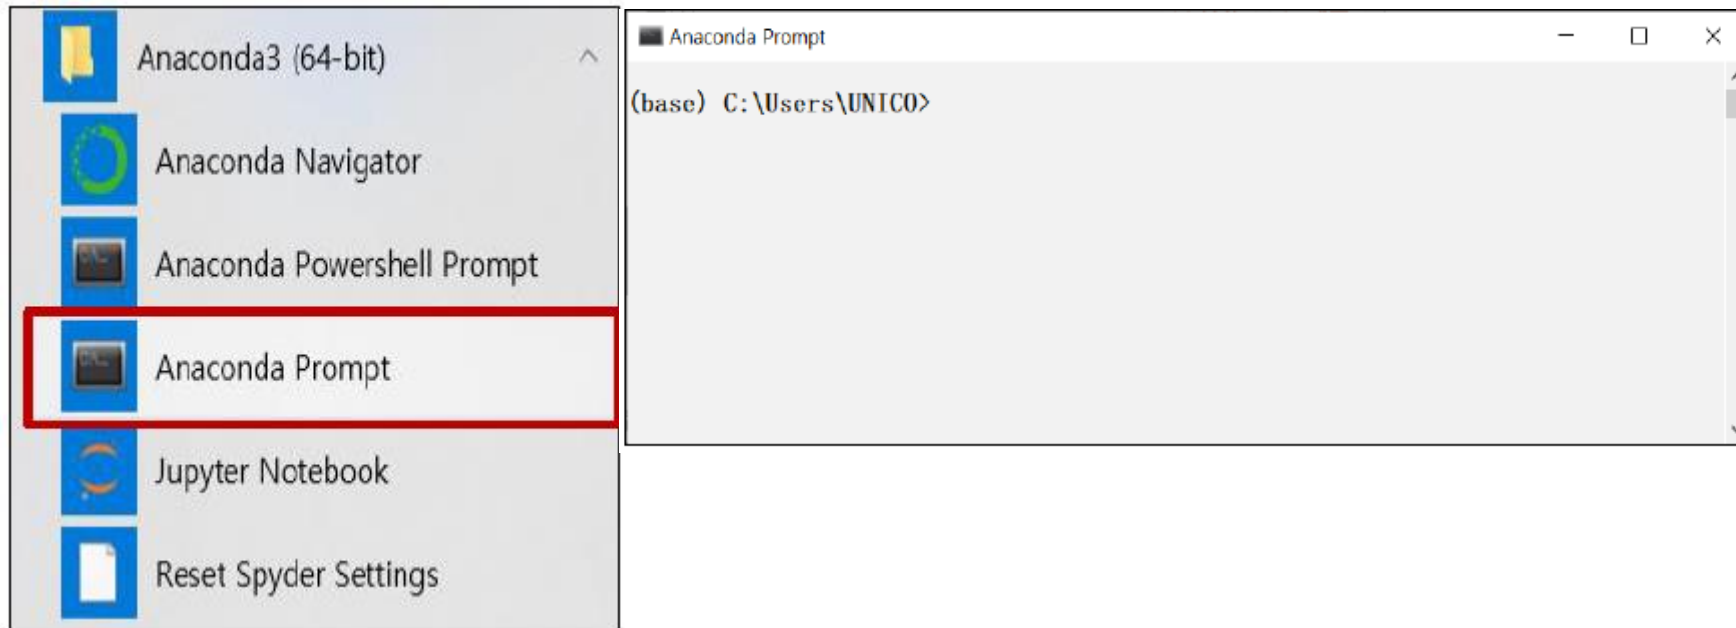 Anaconda3 (64-bit)
Anaconda Navigator
Anaconda Powershell Prompt
Anaconda Prompt
Jupyter Notebook
Reset Spyder Settings
Anaconda Prompt
(base) C:\Users\UNICO>